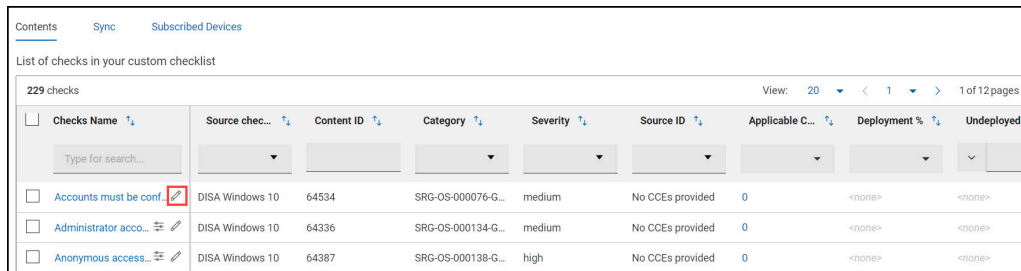 Contents Sync Subscribed Devices
List of checks in your custom checklist
229 checks View: 20 < 1 > 1 of 12 pages
Checks Name Source chec... Content ID Category Severity Source ID Applicable C... Deployment % Undeployed
Type for search...
Accounts must be conf... DISA Windows 10 64534 SRG-OS-000076-G... medium No CCEs provided 0 <none> <none>
Administrator acco... DISA Windows 10 64336 SRG-OS-000134-G... medium No CCEs provided 0 <none> <none>
Anonymous access... DISA Windows 10 64387 SRG-OS-000138-G... high No CCEs provided 0 <none> <none>